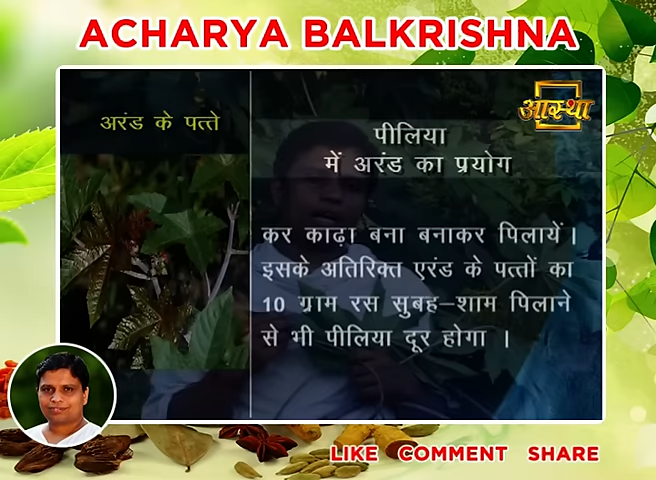 ACHARYA BALKRISHNA
आस्था
अरंड के पत्ते
पीलिया
में अरंड का प्रयोग
कर काढ़ा बना बनाकर पिलायें ।
इसके अतिरिक्त एरंड के पत्तों का
10 ग्राम रस सुबह–शाम पिलाने
से भी पीलिया दूर होगा ।
LIKE COMMENT SHARE